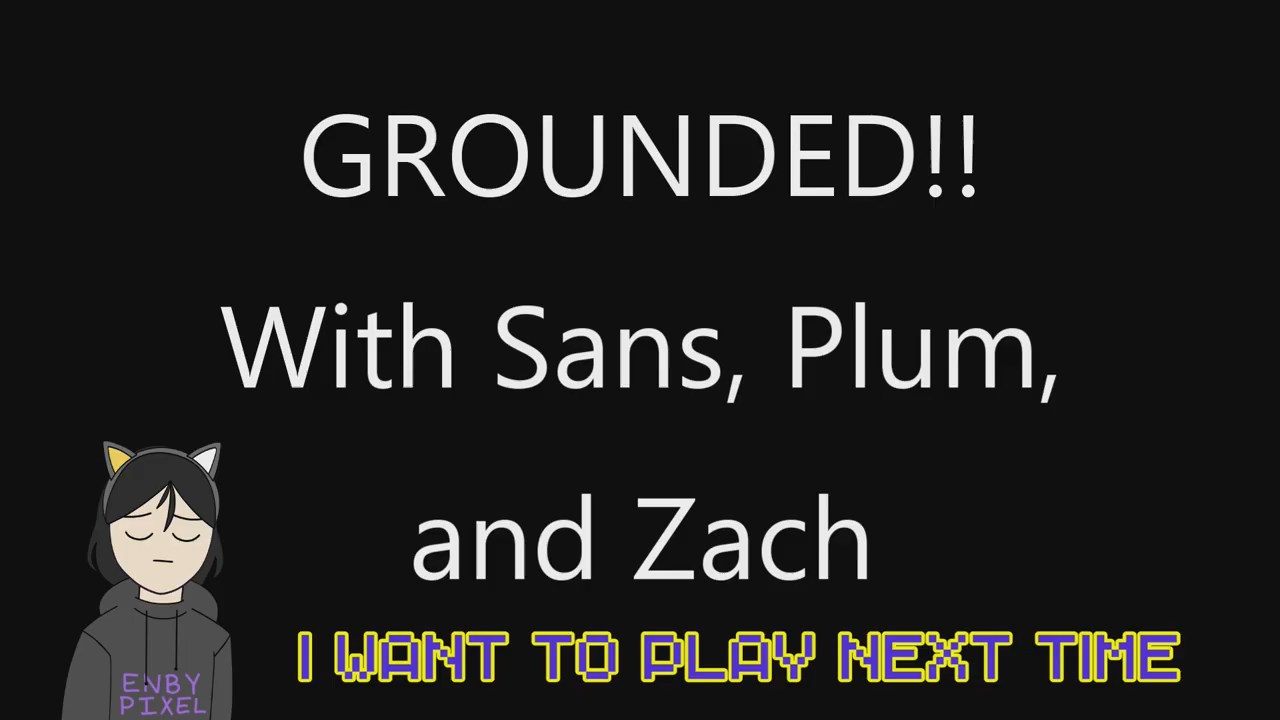 GROUNDED!!
With Sans, Plum,
and Zach
I WANT TO PLAY NEXT TIME
ENBY
PIXEL